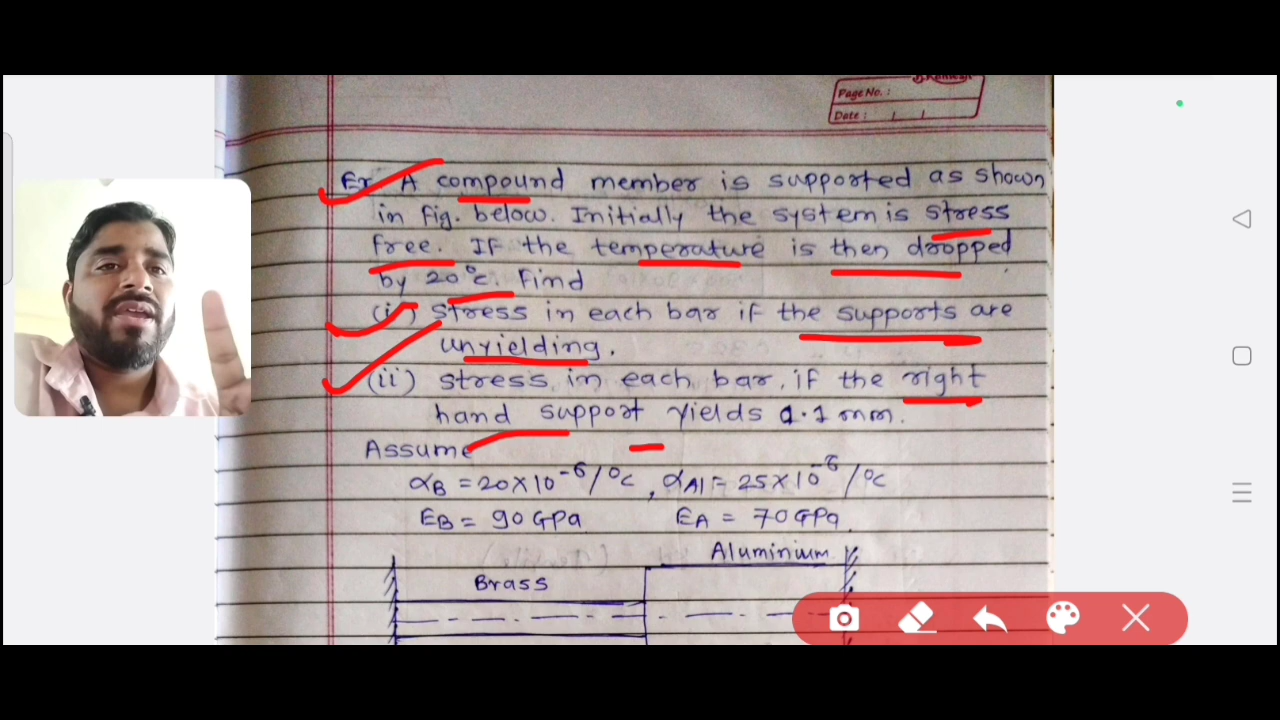 Page No. :
Date :
Ex. A compound member is supported as shown
in fig. below. Initially the system is stress
free. IF the temperature is then dropped
by 20°c. Find
(i) Stress in each bar if the supports are
unyielding.
(ii) stress in each bar, if the right
hand support yields 0.1 mm.
Assume
αB = 20×10⁻⁶/°C , αAl = 25×10⁻⁶/°C
EB = 90 GPa EA = 70 GPa.
Aluminium
Brass